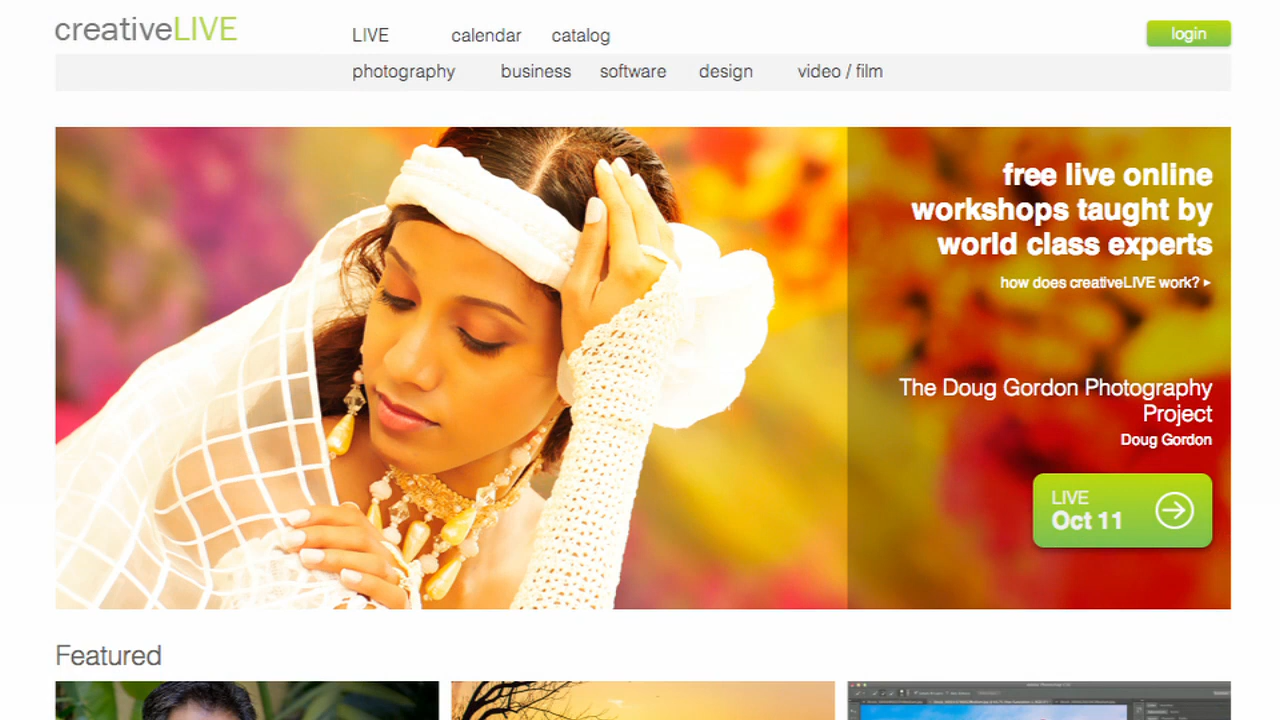 creativeLIVE
LIVE calendar catalog
login
photography business software design video / film
free live online
workshops taught by
world class experts
how does creativeLIVE work? ▸
The Doug Gordon Photography
Project
Doug Gordon
LIVE
Oct 11
Featured